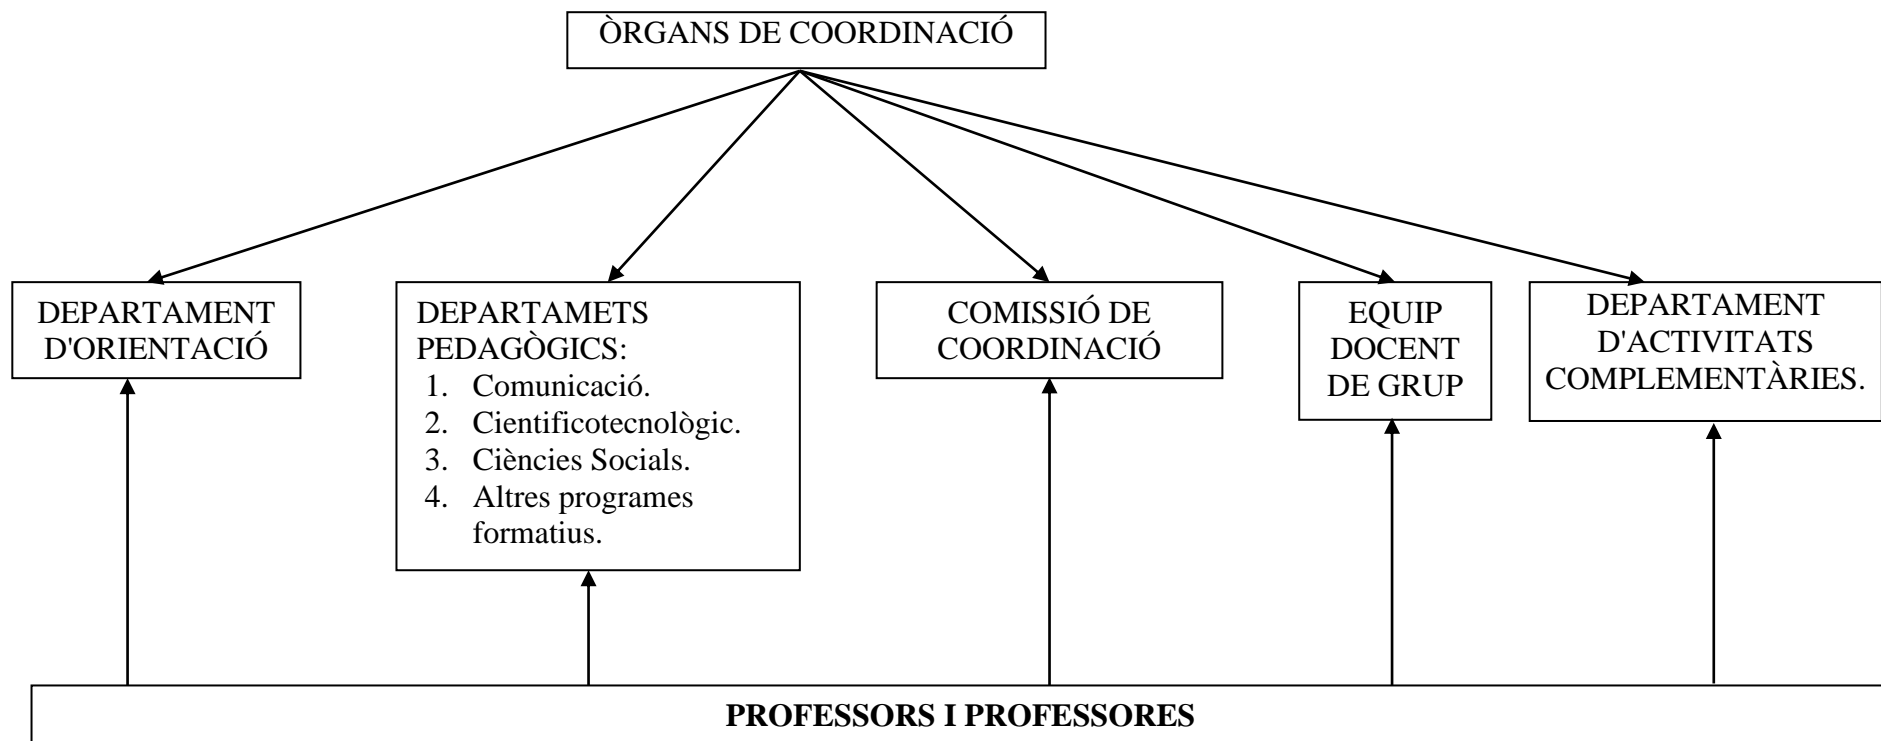 ÒRGANS DE COORDINACIÓ
DEPARTAMENT
D'ORIENTACIÓ
DEPARTAMETS
PEDAGÒGICS:
1. Comunicació.
2. Cientificotecnològic.
3. Ciències Socials.
4. Altres programes
formatius.
COMISSIÓ DE
COORDINACIÓ
EQUIP
DOCENT
DE GRUP
DEPARTAMENT
D'ACTIVITATS
COMPLEMENTÀRIES.
PROFESSORS I PROFESSORES